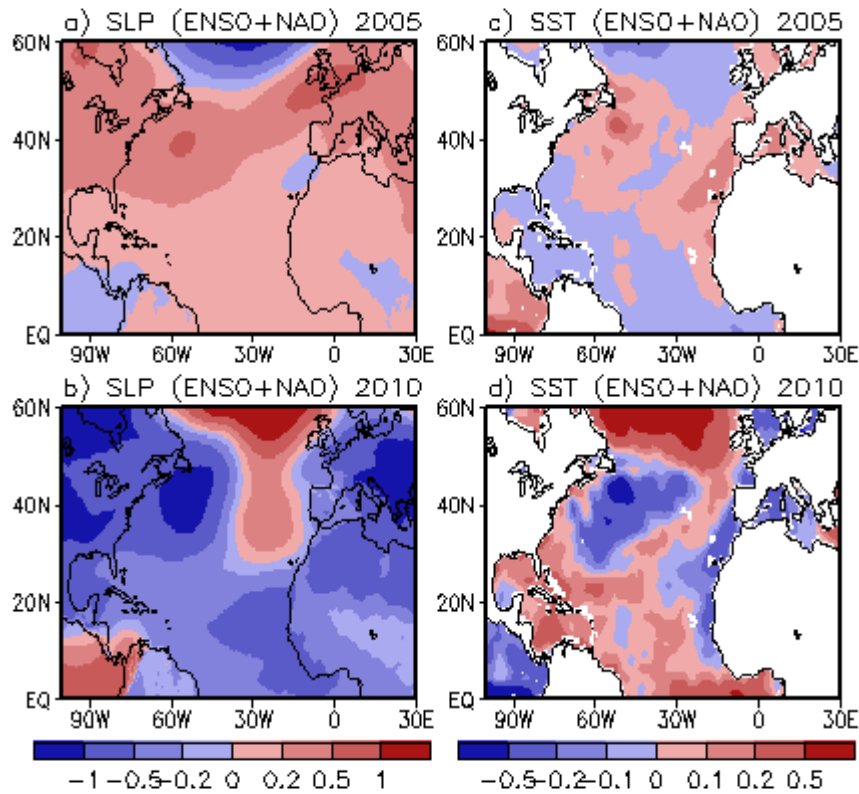 a) SLP (ENSO+NAO) 2005
c) SST (ENSO+NAO) 2005
60N
40N
20N
EQ
90W 60W 30W 0 30E
60N
40N
20N
EQ
90W 60W 30W 0 30E
b) SLP (ENSO+NAO) 2010
d) SST (ENSO+NAO) 2010
60N
40N
20N
EQ
90W 60W 30W 0 30E
60N
40N
20N
EQ
90W 60W 30W 0 30E
-1 -0.5 -0.2 0 0.2 0.5 1
-0.5 -0.2 -0.1 0 0.1 0.2 0.5